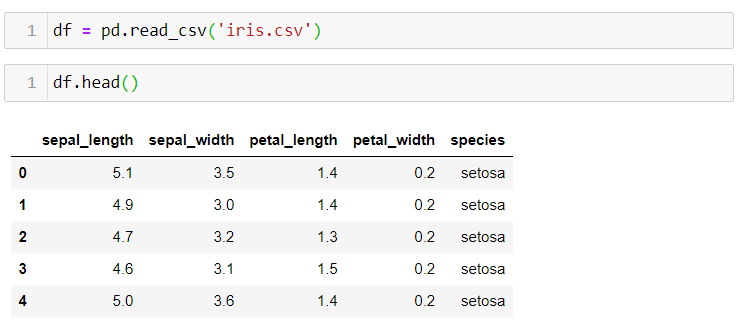 1 df = pd.read_csv('iris.csv')
1 df.head()
sepal_length sepal_width petal_length petal_width species
0 5.1 3.5 1.4 0.2 setosa
1 4.9 3.0 1.4 0.2 setosa
2 4.7 3.2 1.3 0.2 setosa
3 4.6 3.1 1.5 0.2 setosa
4 5.0 3.6 1.4 0.2 setosa